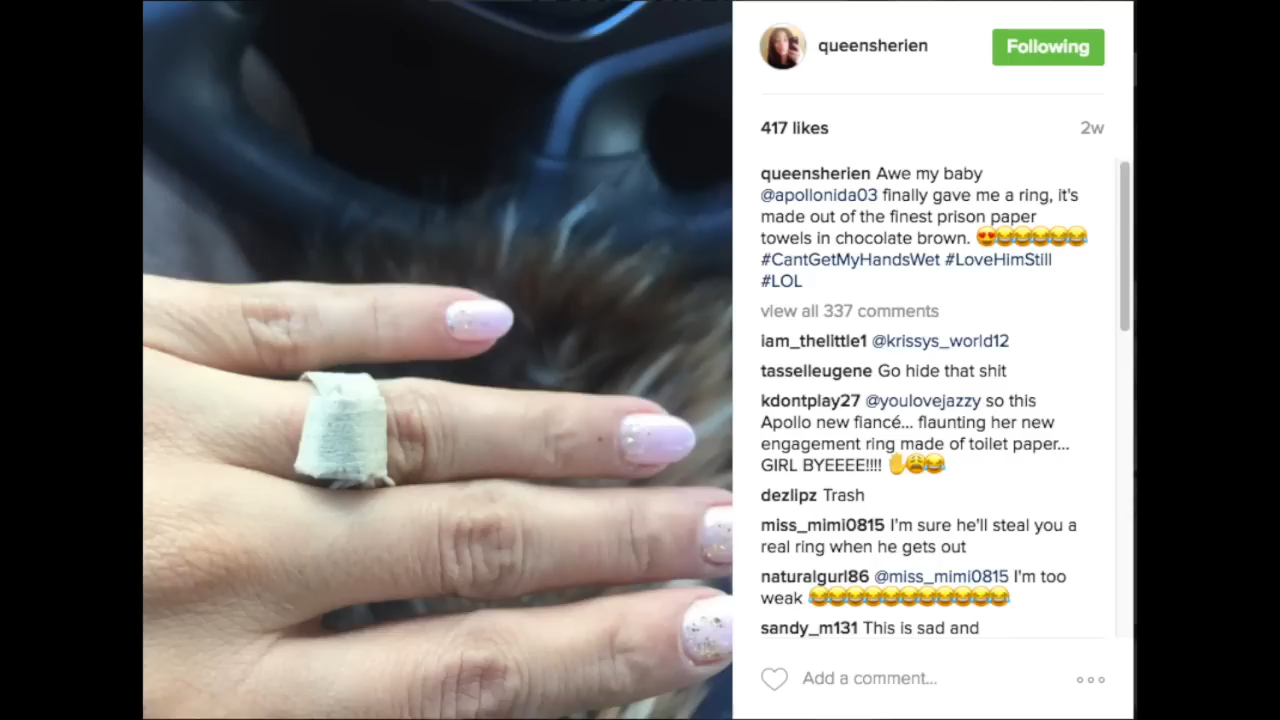 queensherien
Following
417 likes
2w
queensherien Awe my baby
@apollonida03 finally gave me a ring, it's
made out of the finest prison paper
towels in chocolate brown. 😍😂😂😂😂😂
#CantGetMyHandsWet #LoveHimStill
#LOL
view all 337 comments
iam_thelittle1 @krissys_world12
tasselleugene Go hide that shit
kdontplay27 @youlovejazzy so this
Apollo new fiancé... flaunting her new
engagement ring made of toilet paper...
GIRL BYEEEE!!!! ✋😩😂
dezlipz Trash
miss_mimi0815 I'm sure he'll steal you a
real ring when he gets out
naturalgurl86 @miss_mimi0815 I'm too
weak 😂😂😂😂😂😂😂😂😂😂😂
sandy_m131 This is sad and
Add a comment...